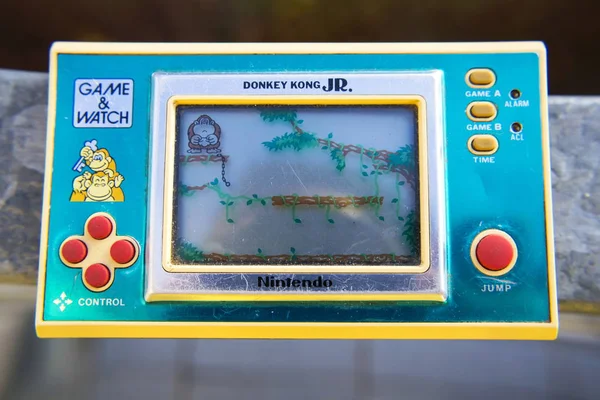 GAME
&
WATCH
DONKEY KONG JR.
GAME A
ALARM
GAME B
ACL
TIME
Nintendo
CONTROL
JUMP